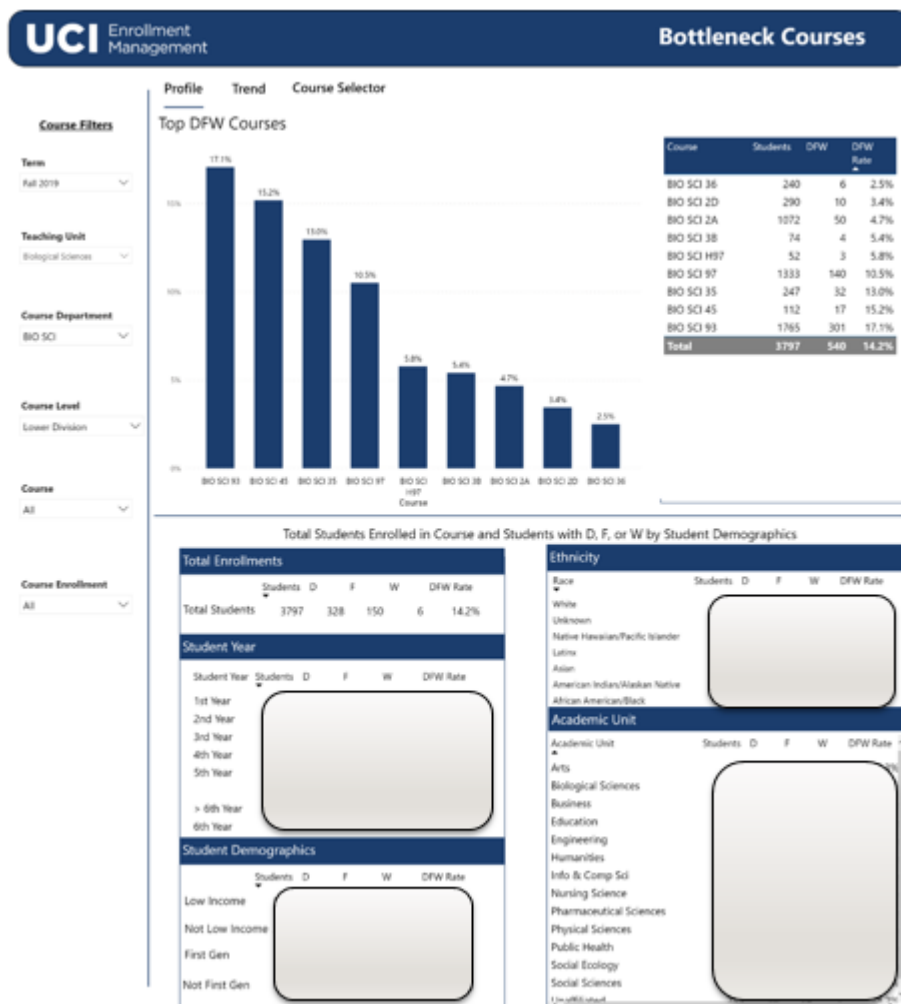 UCI Enrollment Management
Bottleneck Courses
Profile Trend Course Selector
Course Filters
Term
Fall 2019
Teaching Unit
Biological Sciences
Course Department
BIO SCI
Course Level
Lower Division
Course
All
Course Enrollment
All
Top DFW Courses
17.1%
15.2%
13.0%
10.5%
5.8%
5.4%
4.7%
3.4%
2.5%
15%
10%
5%
0%
BIO SCI 93 BIO SCI 45 BIO SCI 35 BIO SCI 97 BIO SCI H97 BIO SCI 3B BIO SCI 2A BIO SCI 2D BIO SCI 36
Course
Course Students DFW DFW Rate
BIO SCI 36 240 6 2.5%
BIO SCI 2D 290 10 3.4%
BIO SCI 2A 1072 50 4.7%
BIO SCI 3B 74 4 5.4%
BIO SCI H97 52 3 5.8%
BIO SCI 97 1333 140 10.5%
BIO SCI 35 247 32 13.0%
BIO SCI 45 112 17 15.2%
BIO SCI 93 1765 301 17.1%
Total 3797 540 14.2%
Total Students Enrolled in Course and Students with D, F, or W by Student Demographics
Total Enrollments
Students D F W DFW Rate
Total Students 3797 328 150 6 14.2%
Student Year
Student Year Students D F W DFW Rate
1st Year
2nd Year
3rd Year
4th Year
5th Year
> 6th Year
6th Year
Student Demographics
Students D F W DFW Rate
Low Income
Not Low Income
First Gen
Not First Gen
Ethnicity
Race Students D F W DFW Rate
White
Unknown
Native Hawaiian/Pacific Islander
Latinx
Asian
American Indian/Alaskan Native
African American/Black
Academic Unit
Academic Unit Students D F W DFW Rate
Arts
Biological Sciences
Business
Education
Engineering
Humanities
Info & Comp Sci
Nursing Science
Pharmaceutical Sciences
Physical Sciences
Public Health
Social Ecology
Social Sciences
Unaffiliated